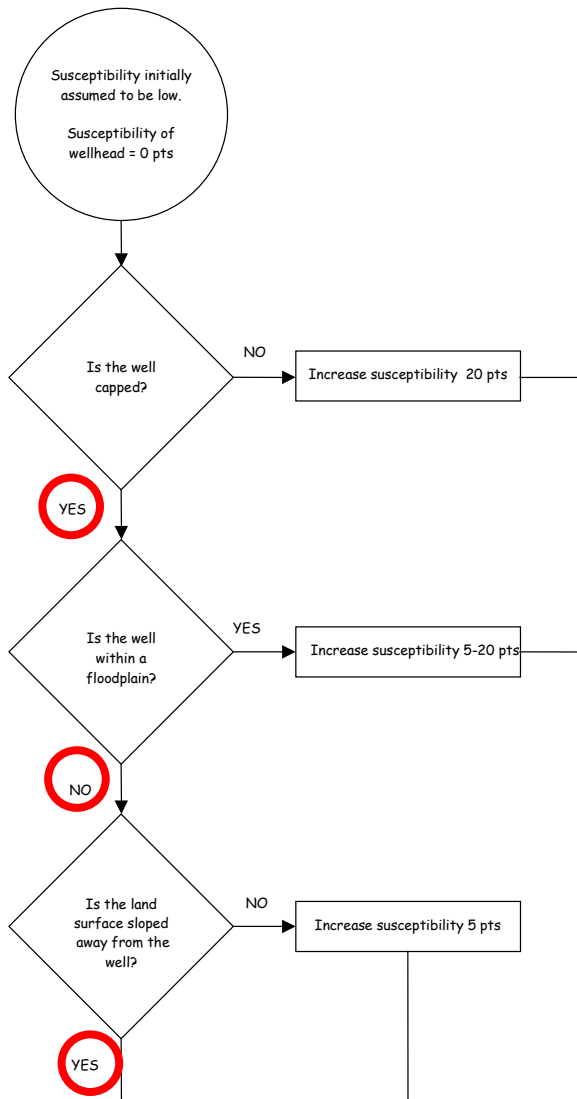 Susceptibility initially
assumed to be low.
Susceptibility of
wellhead = 0 pts
Is the well
capped?
NO
Increase susceptibility 20 pts
YES
Is the well
within a
floodplain?
YES
Increase susceptibility 5-20 pts
NO
Is the land
surface sloped
away from the
well?
NO
Increase susceptibility 5 pts
YES